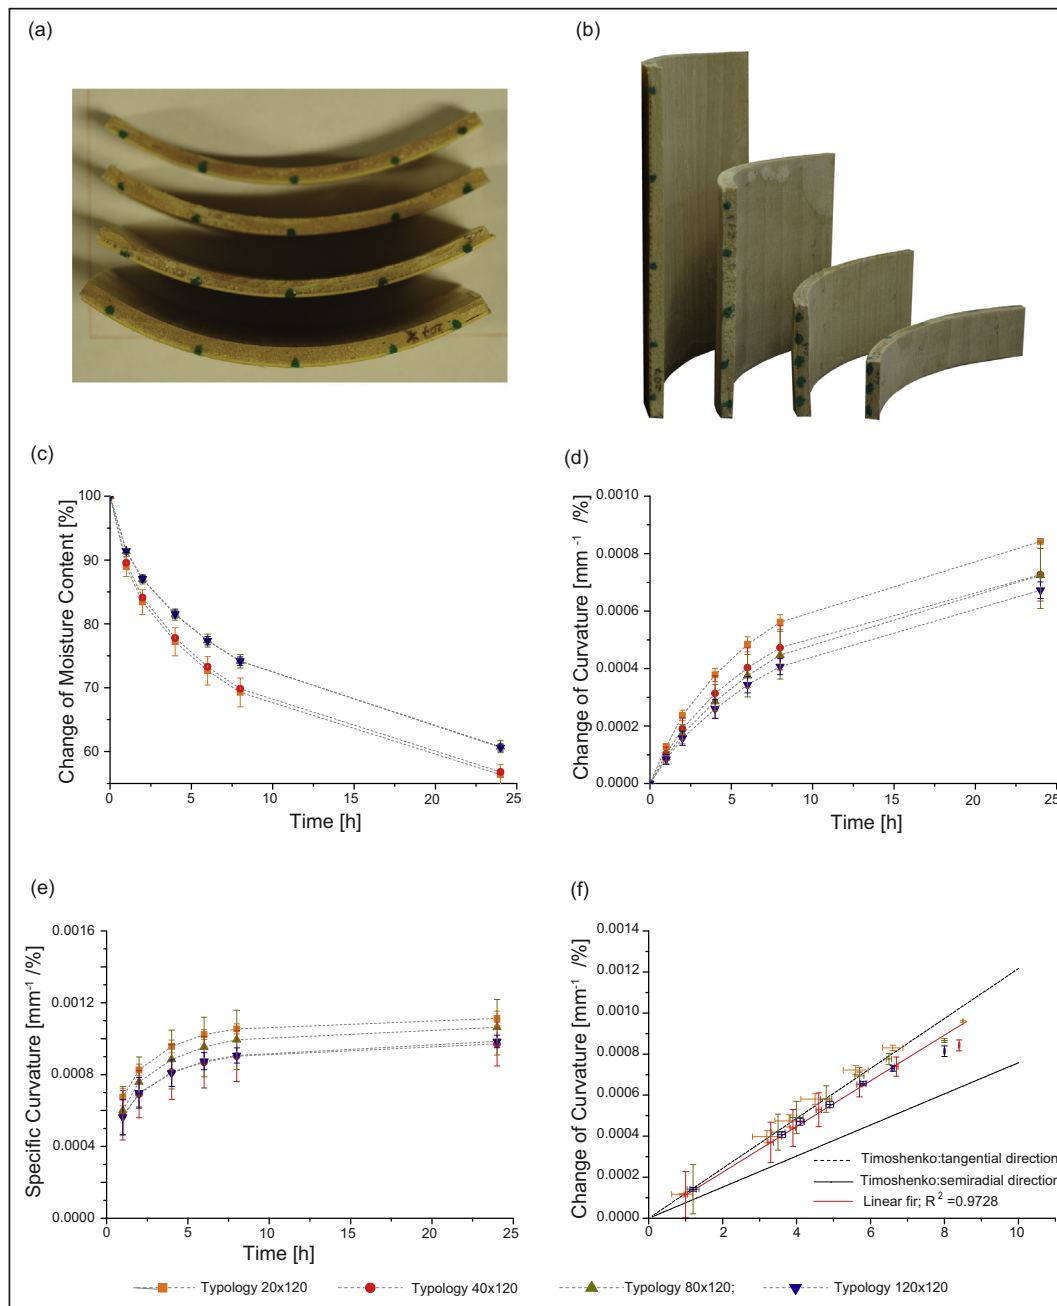 (a)
(b)
(c)
Change of Moisture Content [%]
100
90
80
70
60
0 5 10 15 20 25
Time [h]
(d)
Change of Curvature [mm⁻¹ /%]
0.0010
0.0008
0.0006
0.0004
0.0002
0.0000
0 5 10 15 20 25
Time [h]
(e)
Specific Curvature [mm⁻¹ /%]
0.0016
0.0012
0.0008
0.0004
0.0000
0 5 10 15 20 25
Time [h]
(f)
Change of Curvature [mm⁻¹ /%]
0.0014
0.0012
0.0010
0.0008
0.0006
0.0004
0.0002
0.0000
0 2 4 6 8 10
Timoshenko:tangential direction
Timoshenko:semiradial direction
Linear fir; R² =0.9728
Typology 20x120
Typology 40x120
Typology 80x120;
Typology 120x120